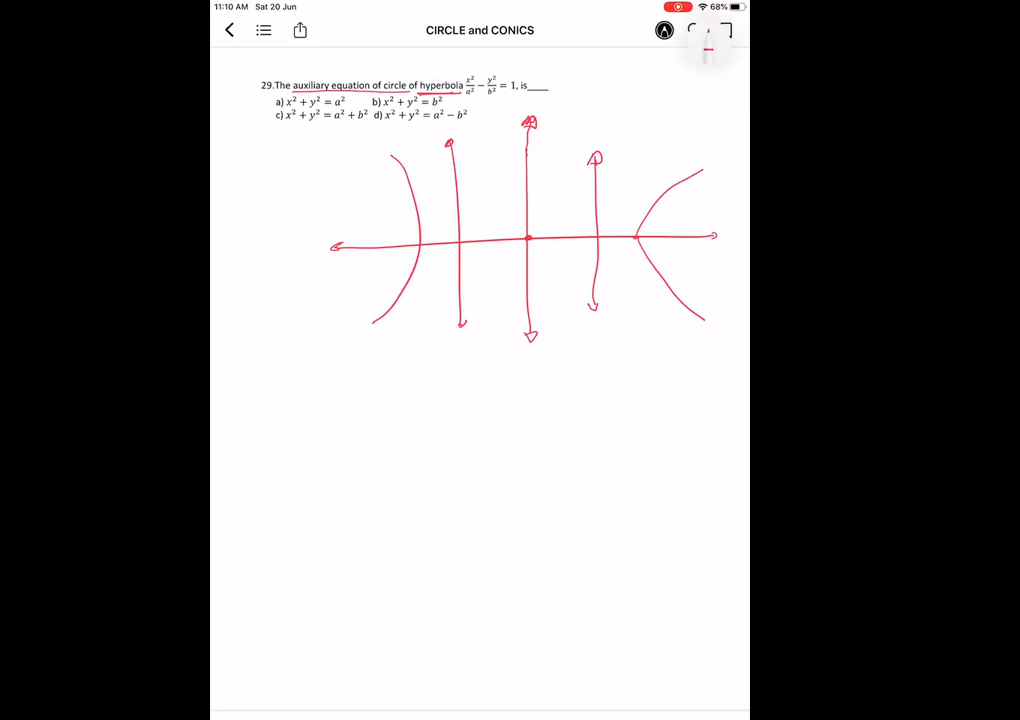 11:10 AM Sat 20 Jun 68%
CIRCLE and CONICS
29.The auxiliary equation of circle of hyperbola x²/a² − y²/b² = 1, is____
a) x² + y² = a² b) x² + y² = b²
c) x² + y² = a² + b² d) x² + y² = a² − b²